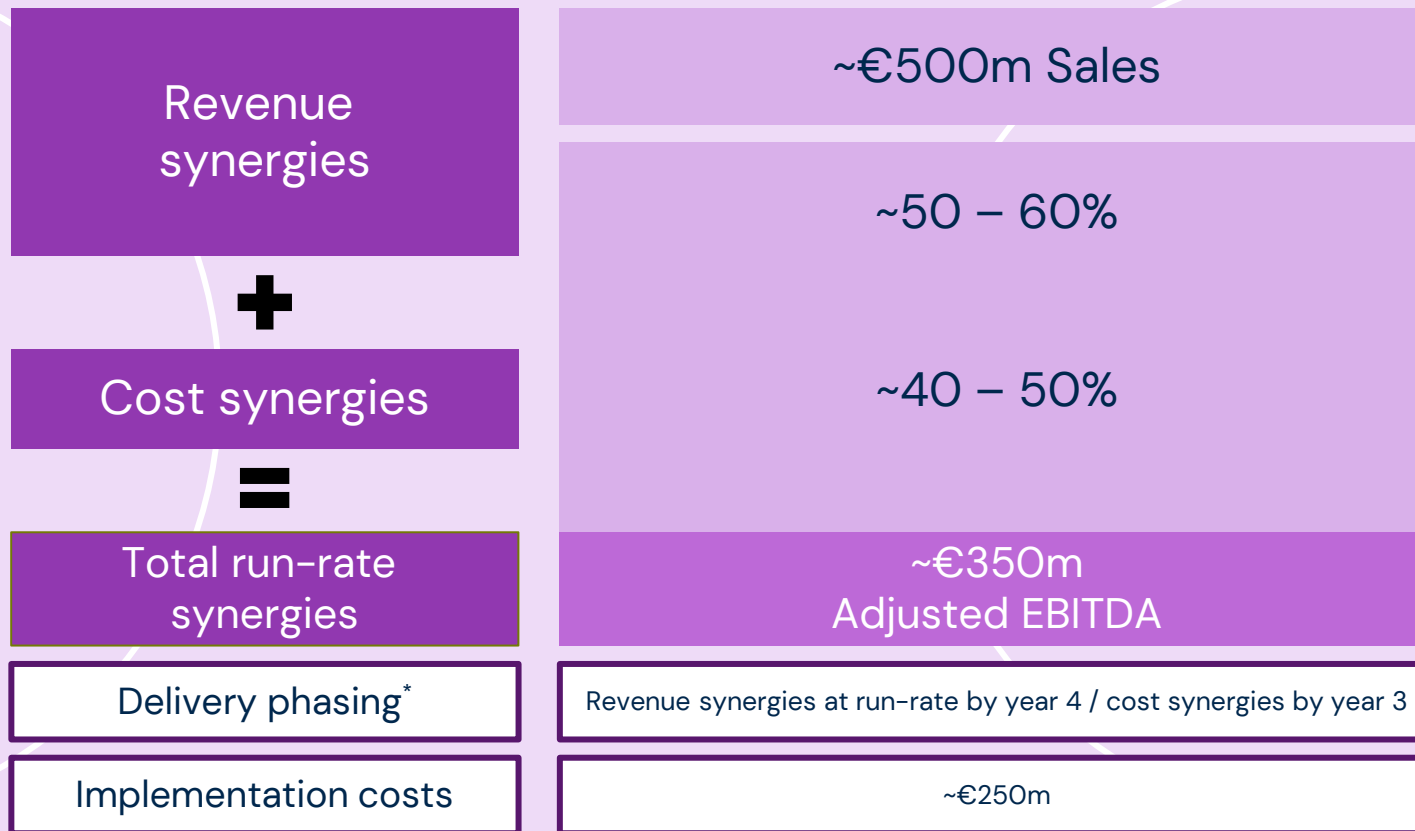 Revenue
synergies
~€500m Sales
~50 – 60%
+
Cost synergies
~40 – 50%
=
Total run-rate
synergies
~€350m
Adjusted EBITDA
Delivery phasing*
Revenue synergies at run-rate by year 4 / cost synergies by year 3
Implementation costs
~€250m